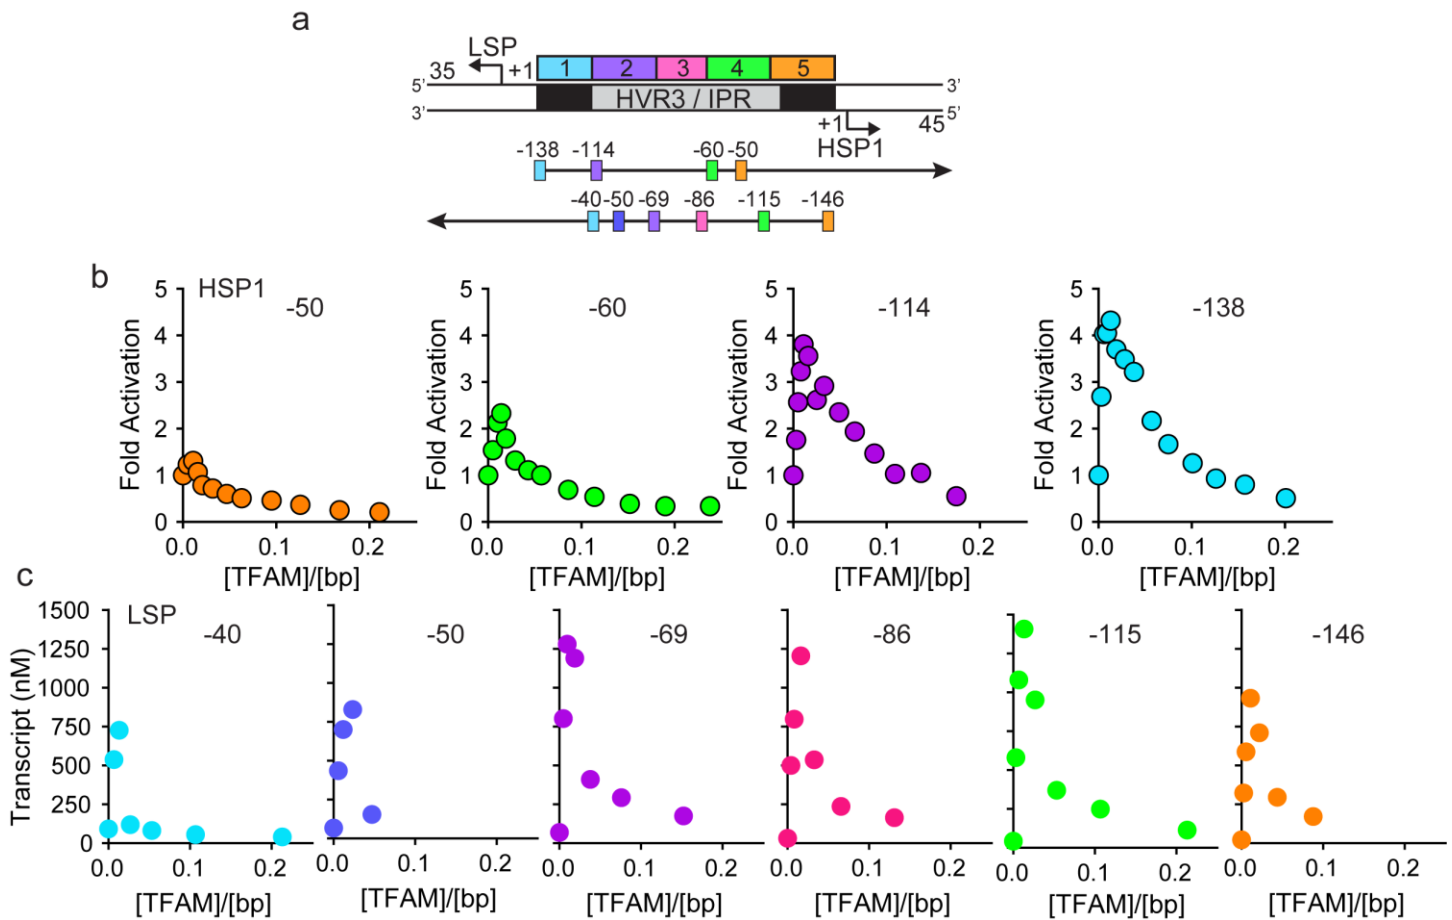 a
LSP
35
+1
1 2 3 4 5
5' 3'
HVR3 / IPR
3' 5'
+1 45
HSP1
-138 -114 -60 -50
-40 -50 -69 -86 -115 -146
b
HSP1
-50
Fold Activation
5
4
3
2
1
0
0.0 0.1 0.2
[TFAM]/[bp]
-60
Fold Activation
5
4
3
2
1
0
0.0 0.1 0.2
[TFAM]/[bp]
-114
Fold Activation
5
4
3
2
1
0
0.0 0.1 0.2
[TFAM]/[bp]
-138
Fold Activation
5
4
3
2
1
0
0.0 0.1 0.2
[TFAM]/[bp]
c
LSP
-40
Transcript (nM)
1500
1250
1000
750
500
250
0
0.0 0.1 0.2
[TFAM]/[bp]
-50
0.0 0.1 0.2
[TFAM]/[bp]
-69
0.0 0.1 0.2
[TFAM]/[bp]
-86
0.0 0.1 0.2
[TFAM]/[bp]
-115
0.0 0.1 0.2
[TFAM]/[bp]
-146
0.0 0.1 0.2
[TFAM]/[bp]